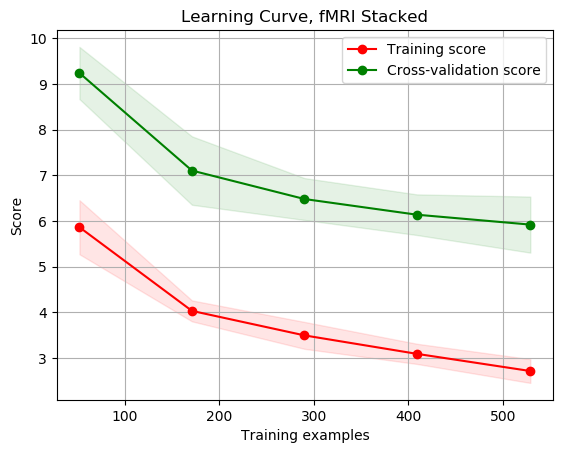 Learning Curve, fMRI Stacked
Training score
Cross-validation score
10
9
8
7
6
5
4
3
Score
100
200
300
400
500
Training examples